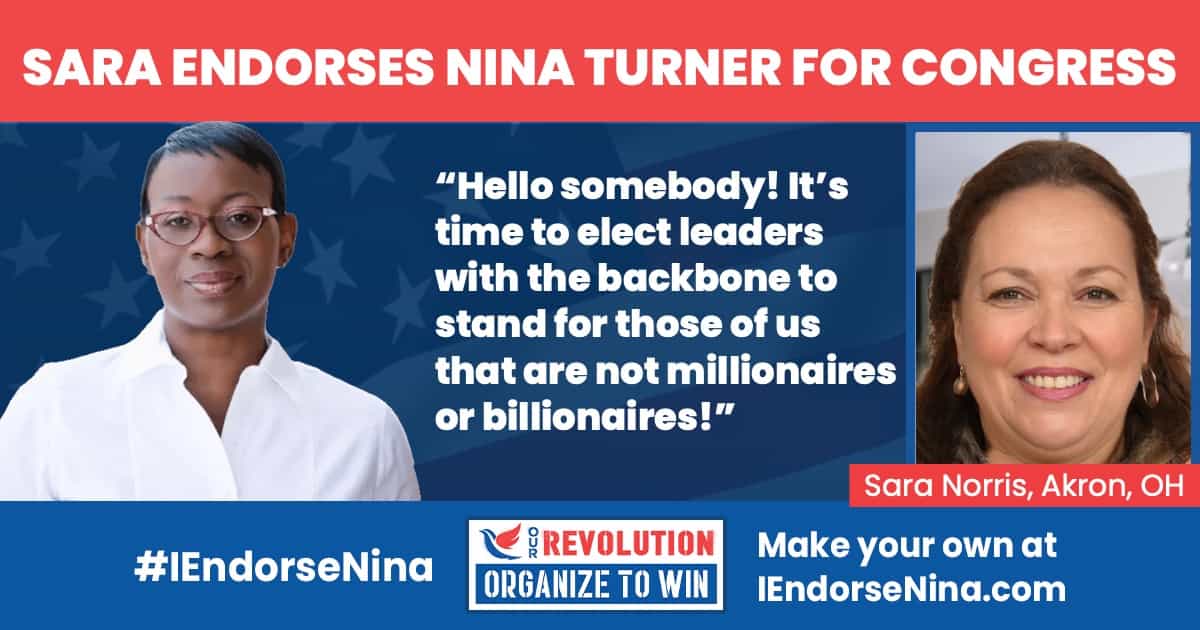 SARA ENDORSES NINA TURNER FOR CONGRESS
“Hello somebody! It’s
time to elect leaders
with the backbone to
stand for those of us
that are not millionaires
or billionaires!”
Sara Norris, Akron, OH
#IEndorseNina
OUR REVOLUTION
ORGANIZE TO WIN
Make your own at
IEndorseNina.com